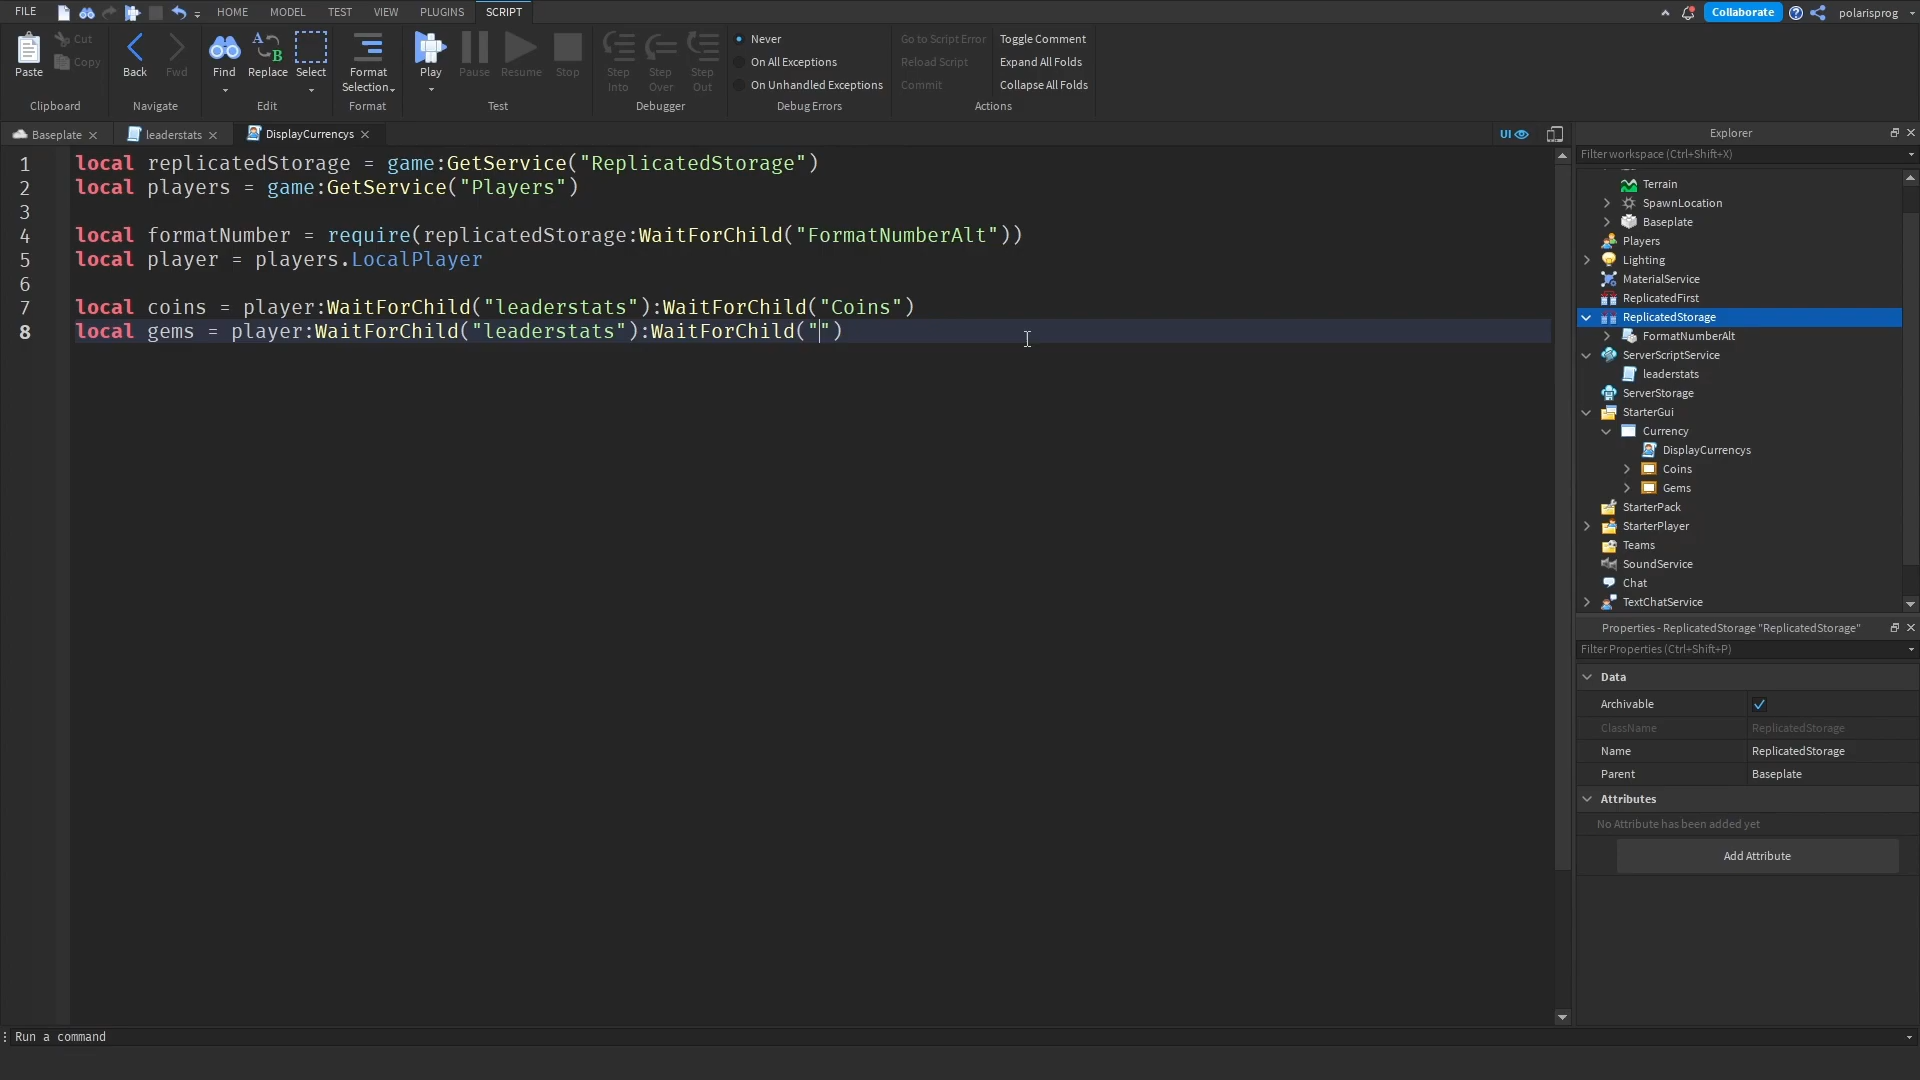 FILE HOME MODEL TEST VIEW PLUGINS SCRIPT Collaborate polarisprog
Paste Cut Copy Back Fwd Find Replace Select Format Selection Play Pause Resume Stop Step Into Step Over Step Out
Never Go to Script Error Toggle Comment
On All Exceptions Reload Script Expand All Folds
On Unhandled Exceptions Commit Collapse All Folds
Clipboard Navigate Edit Format Test Debugger Debug Errors Actions
Baseplate leaderstats DisplayCurrencys UI
1 local replicatedStorage = game:GetService("ReplicatedStorage")
2 local players = game:GetService("Players")
3
4 local formatNumber = require(replicatedStorage:WaitForChild("FormatNumberAlt"))
5 local player = players.LocalPlayer
6
7 local coins = player:WaitForChild("leaderstats"):WaitForChild("Coins")
8 local gems = player:WaitForChild("leaderstats"):WaitForChild("")
Explorer
Filter workspace (Ctrl+Shift+X)
Terrain
SpawnLocation
Baseplate
Players
Lighting
MaterialService
ReplicatedFirst
ReplicatedStorage
FormatNumberAlt
ServerScriptService
leaderstats
ServerStorage
StarterGui
Currency
DisplayCurrencys
Coins
Gems
StarterPack
StarterPlayer
Teams
SoundService
Chat
TextChatService
Properties - ReplicatedStorage "ReplicatedStorage"
Filter Properties (Ctrl+Shift+P)
Data
Archivable
ClassName ReplicatedStorage
Name ReplicatedStorage
Parent Baseplate
Attributes
No Attribute has been added yet
Add Attribute
Run a command